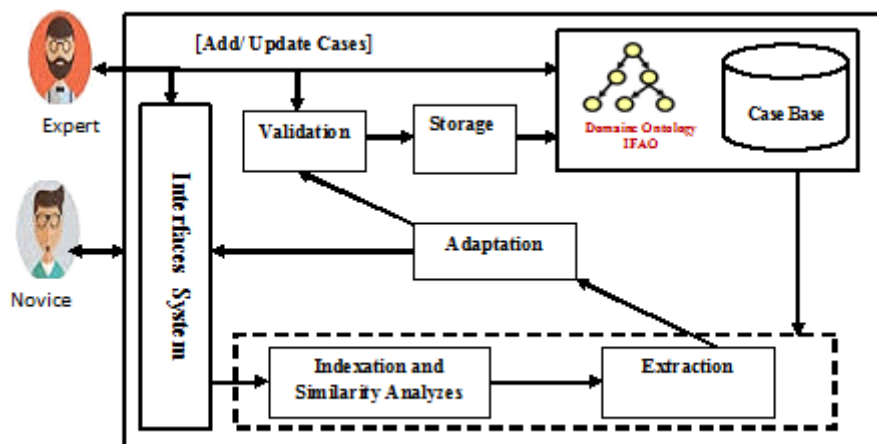 [Add/ Update Cases]
Expert
Validation
Storage
Domaine Ontology
IFAO
Case Base
Interfaces System
Adaptation
Novice
Indexation and
Similarity Analyzes
Extraction